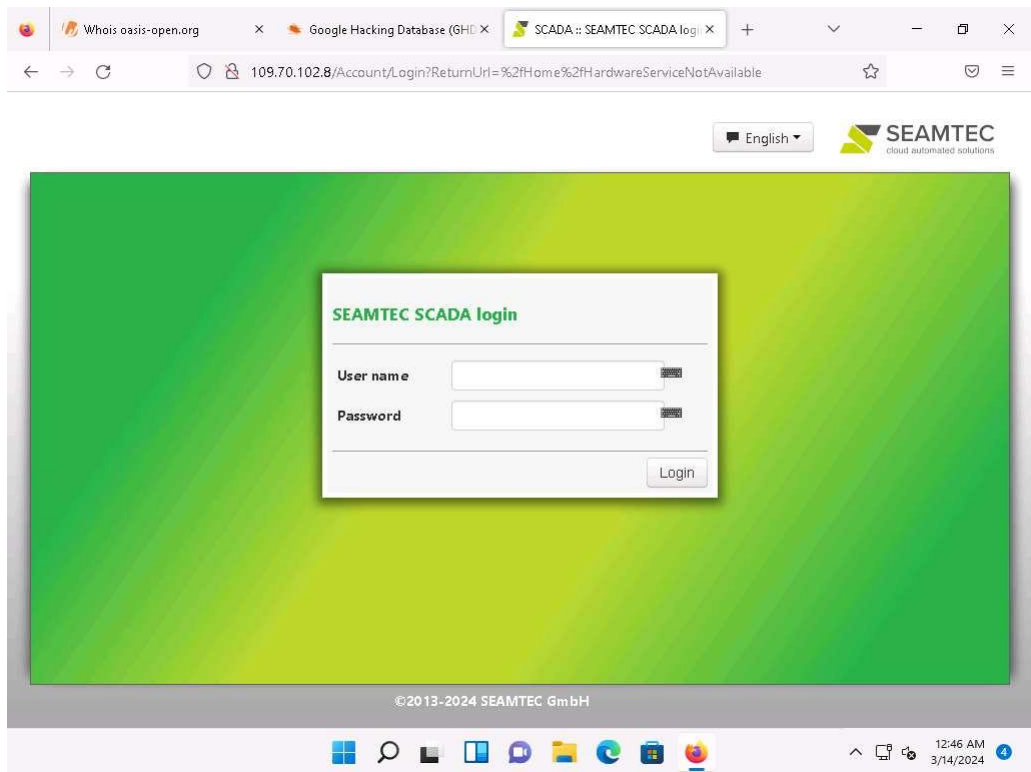 Whois oasis-open.org
Google Hacking Database (GHD
SCADA :: SEAMTEC SCADA logi
109.70.102.8/Account/Login?ReturnUrl=%2fHome%2fHardwareServiceNotAvailable
English
SEAMTEC
cloud automated solutions
SEAMTEC SCADA login
User name
Password
Login
©2013-2024 SEAMTEC GmbH
12:46 AM
3/14/2024
4